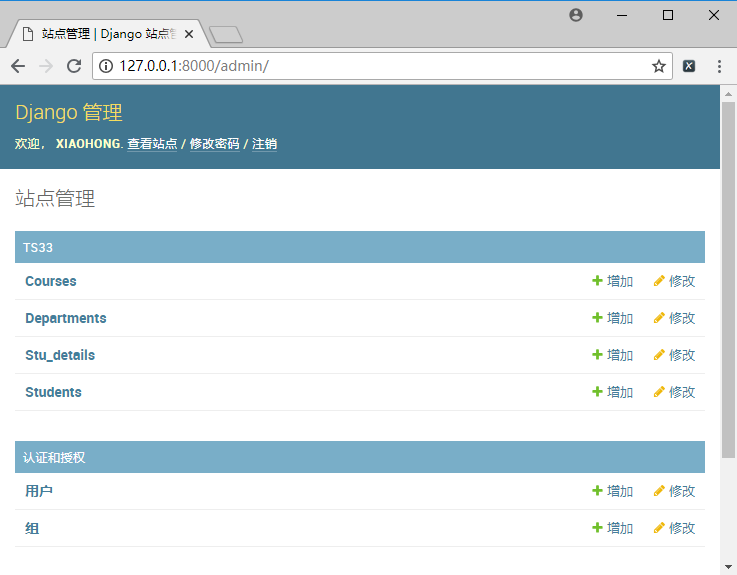 站点管理 | Django 站点
127.0.0.1:8000/admin/
Django 管理
欢迎， XIAOHONG. 查看站点 / 修改密码 / 注销
站点管理
TS33
Courses 增加 修改
Departments 增加 修改
Stu_details 增加 修改
Students 增加 修改
认证和授权
用户 增加 修改
组 增加 修改